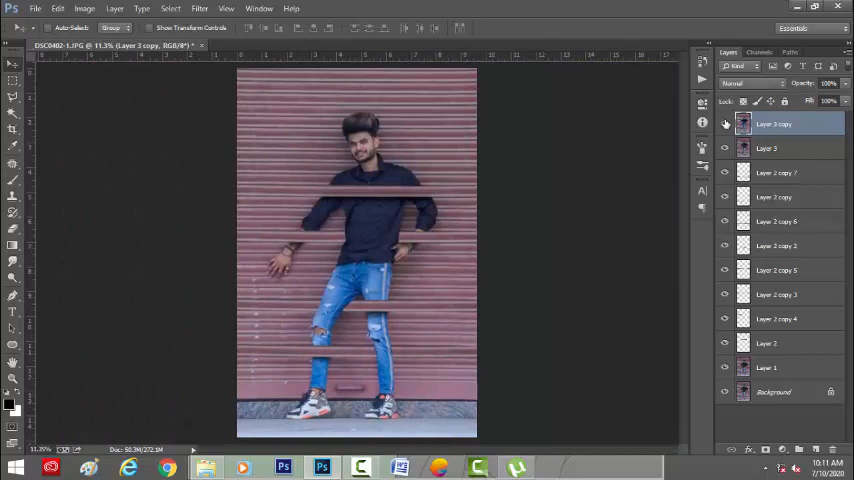 Ps File Edit Image Layer Type Select Filter View Window Help
Auto-Select: Group Show Transform Controls Essentials
DSC0402-1.JPG @ 11.3% (Layer 3 copy, RGB/8*) * ×
Layers Channels Paths
Kind
Normal Opacity: 100%
Lock: Fill: 100%
Layer 3 copy
Layer 3
Layer 2 copy 7
Layer 2 copy
Layer 2 copy 6
Layer 2 copy 2
Layer 2 copy 5
Layer 2 copy 3
Layer 2 copy 4
Layer 2
Layer 1
Background
Doc: 50.3M/272.1M
10:11 AM
7/10/2020